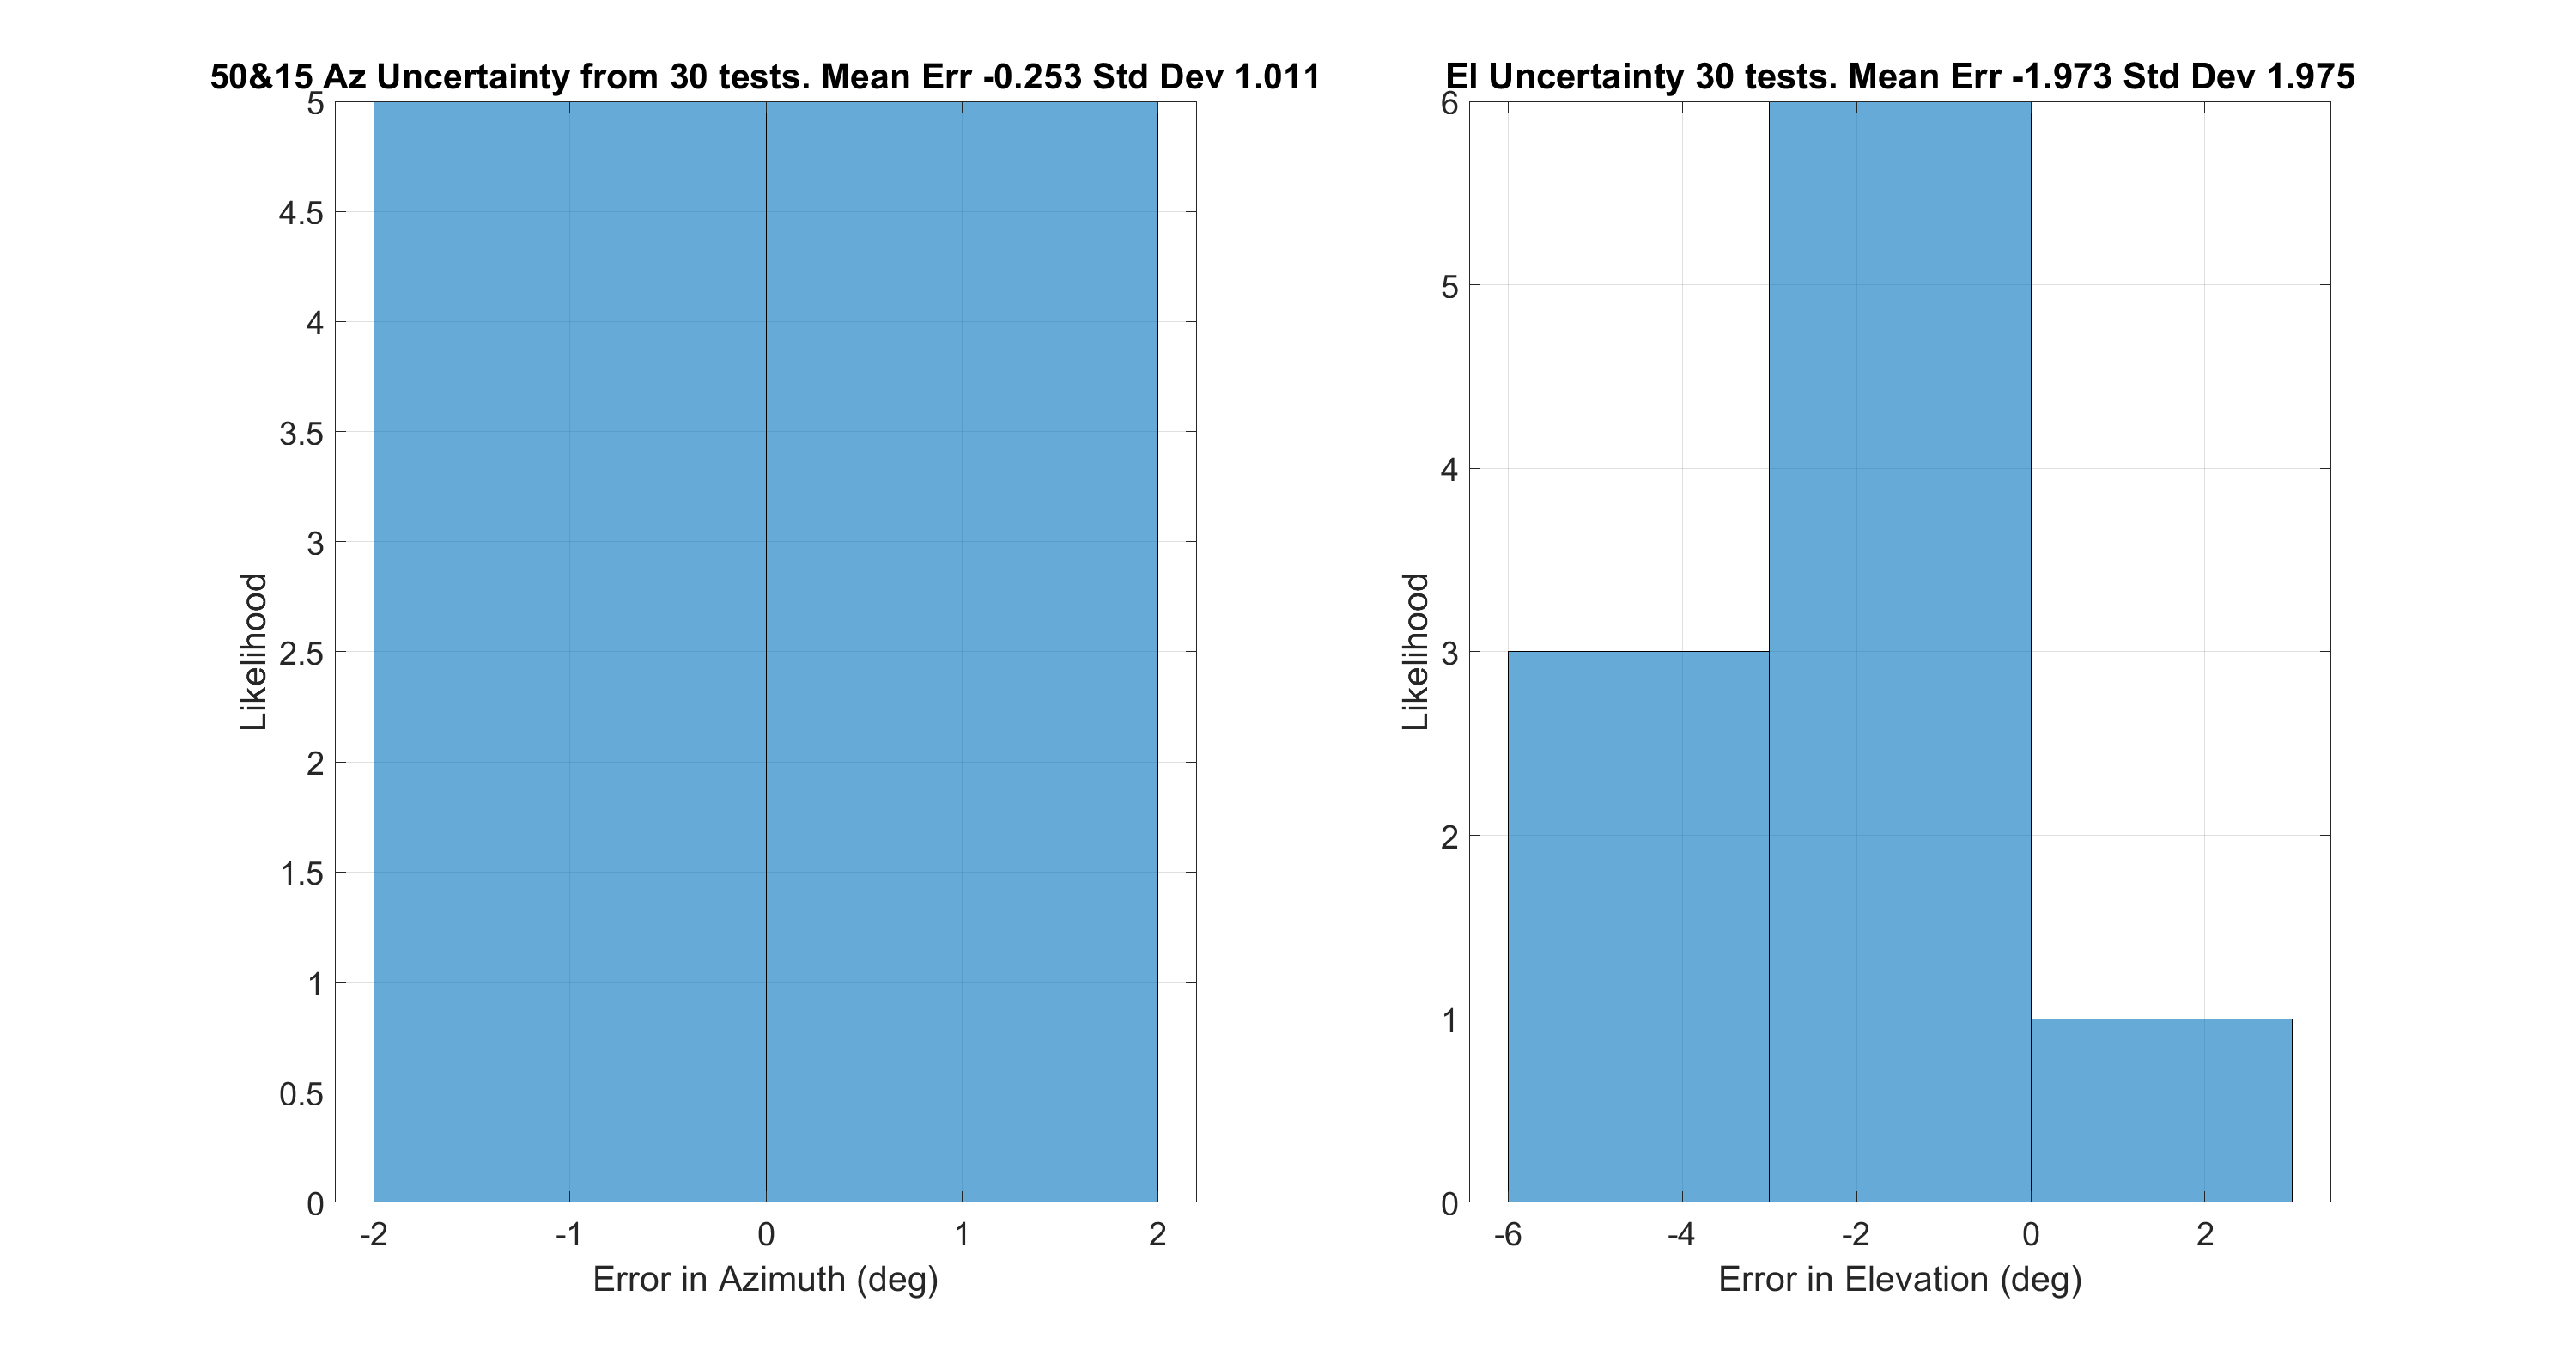 50&15 Az Uncertainty from 30 tests. Mean Err -0.253 Std Dev 1.011
5
4.5
4
3.5
3
2.5
2
1.5
1
0.5
0
Likelihood
-2 -1 0 1 2
Error in Azimuth (deg)
El Uncertainty 30 tests. Mean Err -1.973 Std Dev 1.975
6
5
4
3
2
1
0
Likelihood
-6 -4 -2 0 2
Error in Elevation (deg)